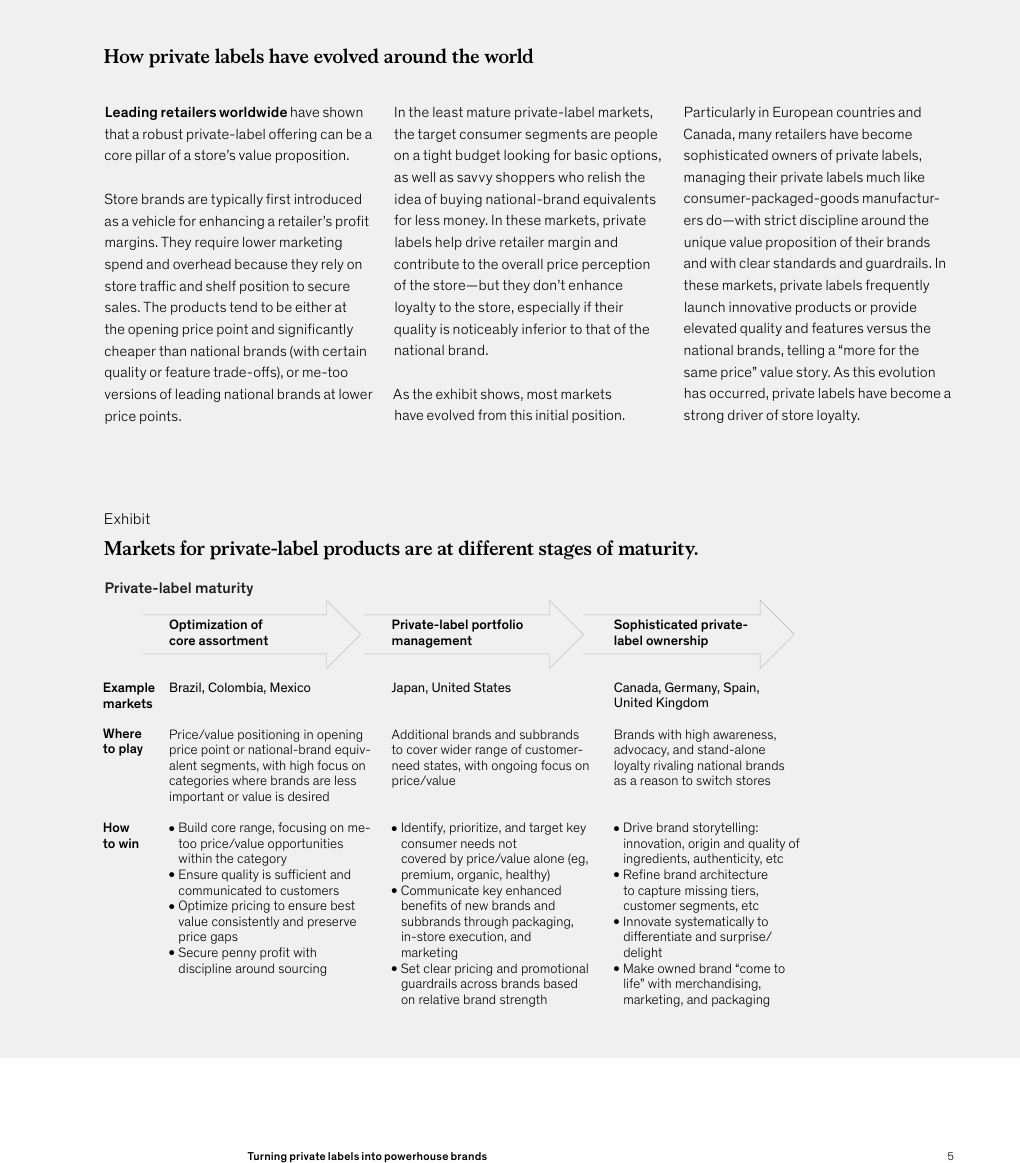 How private labels have evolved around the world
Leading retailers worldwide have shown
that a robust private-label offering can be a
core pillar of a store’s value proposition.
Store brands are typically first introduced
as a vehicle for enhancing a retailer’s profit
margins. They require lower marketing
spend and overhead because they rely on
store traffic and shelf position to secure
sales. The products tend to be either at
the opening price point and significantly
cheaper than national brands (with certain
quality or feature trade-offs), or me-too
versions of leading national brands at lower
price points.
In the least mature private-label markets,
the target consumer segments are people
on a tight budget looking for basic options,
as well as savvy shoppers who relish the
idea of buying national-brand equivalents
for less money. In these markets, private
labels help drive retailer margin and
contribute to the overall price perception
of the store—but they don’t enhance
loyalty to the store, especially if their
quality is noticeably inferior to that of the
national brand.
As the exhibit shows, most markets
have evolved from this initial position.
Particularly in European countries and
Canada, many retailers have become
sophisticated owners of private labels,
managing their private labels much like
consumer-packaged-goods manufactur-
ers do—with strict discipline around the
unique value proposition of their brands
and with clear standards and guardrails. In
these markets, private labels frequently
launch innovative products or provide
elevated quality and features versus the
national brands, telling a “more for the
same price” value story. As this evolution
has occurred, private labels have become a
strong driver of store loyalty.
Exhibit
Markets for private-label products are at different stages of maturity.
Private-label maturity
Optimization of
core assortment
Private-label portfolio
management
Sophisticated private-
label ownership
Example
markets
Brazil, Colombia, Mexico
Japan, United States
Canada, Germany, Spain,
United Kingdom
Where
to play
Price/value positioning in opening
price point or national-brand equiv-
alent segments, with high focus on
categories where brands are less
important or value is desired
Additional brands and subbrands
to cover wider range of customer-
need states, with ongoing focus on
price/value
Brands with high awareness,
advocacy, and stand-alone
loyalty rivaling national brands
as a reason to switch stores
How
to win
• Build core range, focusing on me-
too price/value opportunities
within the category
• Ensure quality is sufficient and
communicated to customers
• Optimize pricing to ensure best
value consistently and preserve
price gaps
• Secure penny profit with
discipline around sourcing
• Identify, prioritize, and target key
consumer needs not
covered by price/value alone (eg,
premium, organic, healthy)
• Communicate key enhanced
benefits of new brands and
subbrands through packaging,
in-store execution, and
marketing
• Set clear pricing and promotional
guardrails across brands based
on relative brand strength
• Drive brand storytelling:
innovation, origin and quality of
ingredients, authenticity, etc
• Refine brand architecture
to capture missing tiers,
customer segments, etc
• Innovate systematically to
differentiate and surprise/
delight
• Make owned brand “come to
life” with merchandising,
marketing, and packaging
Turning private labels into powerhouse brands
5